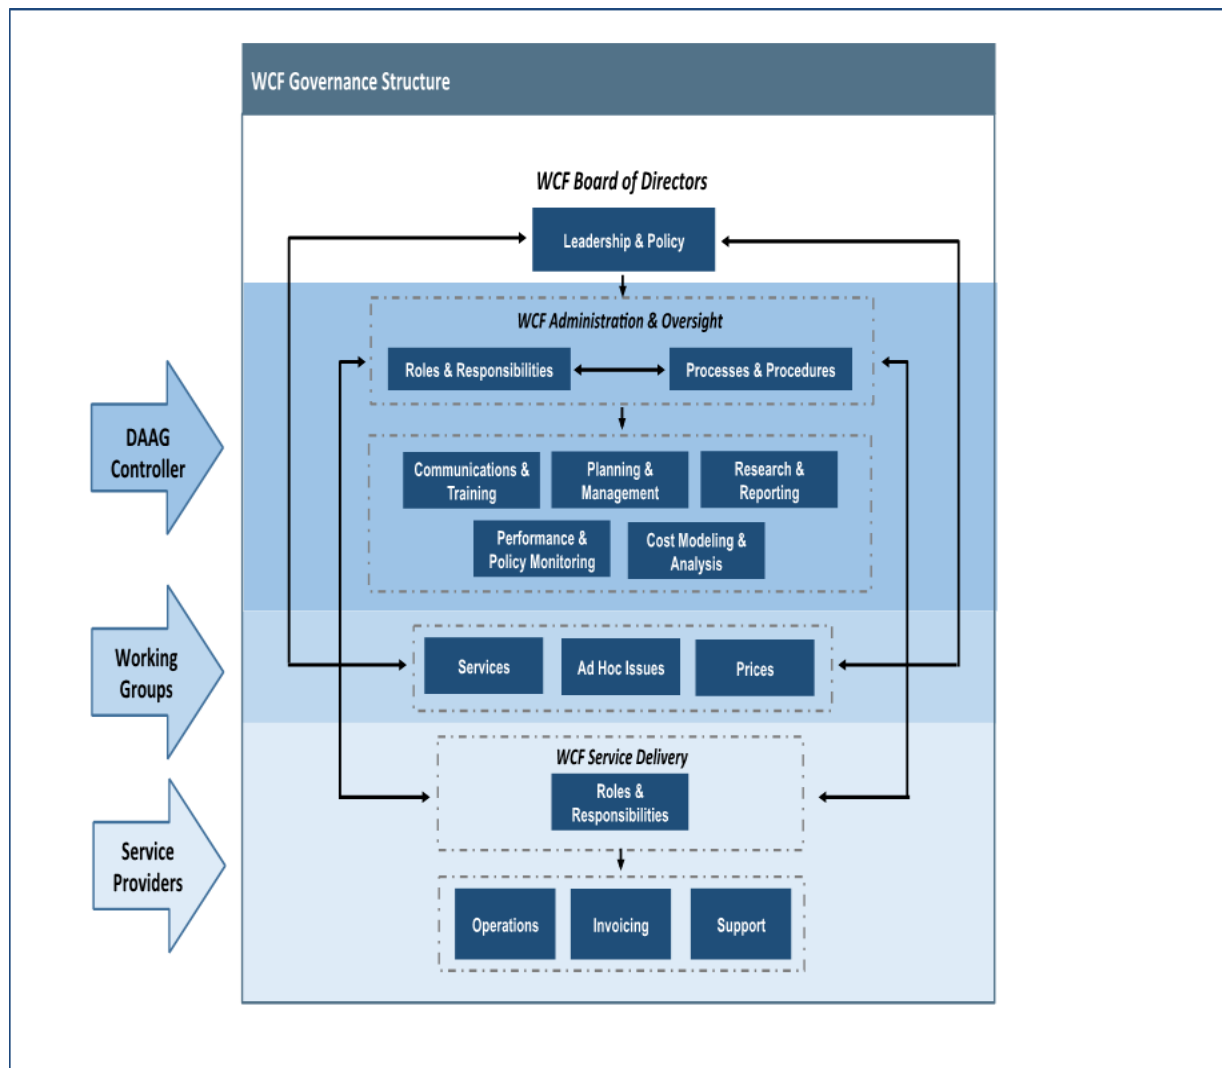 WCF Governance Structure
WCF Board of Directors
Leadership & Policy
WCF Administration & Oversight
Roles & Responsibilities
Processes & Procedures
DAAG
Controller
Communications &
Training
Planning &
Management
Research &
Reporting
Performance &
Policy Monitoring
Cost Modeling &
Analysis
Working
Groups
Services
Ad Hoc Issues
Prices
WCF Service Delivery
Roles &
Responsibilities
Service
Providers
Operations
Invoicing
Support